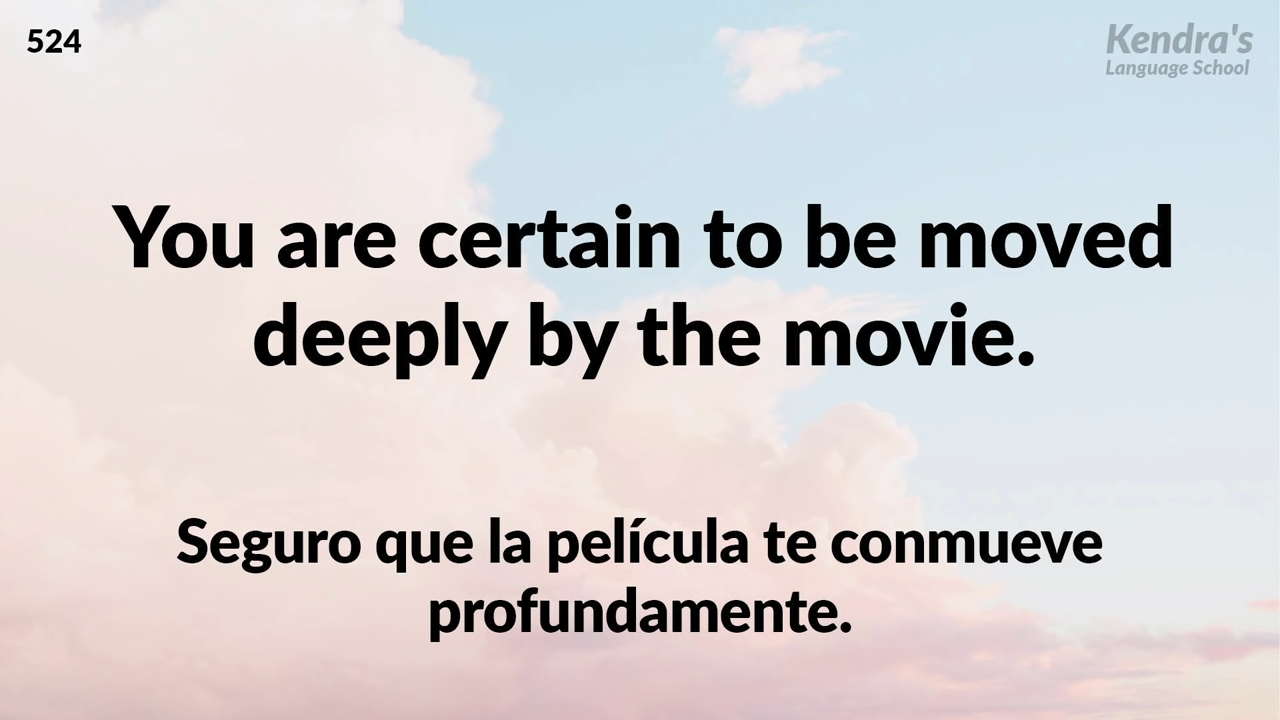 524
Kendra's
Language School
You are certain to be moved
deeply by the movie.
Seguro que la película te conmueve
profundamente.